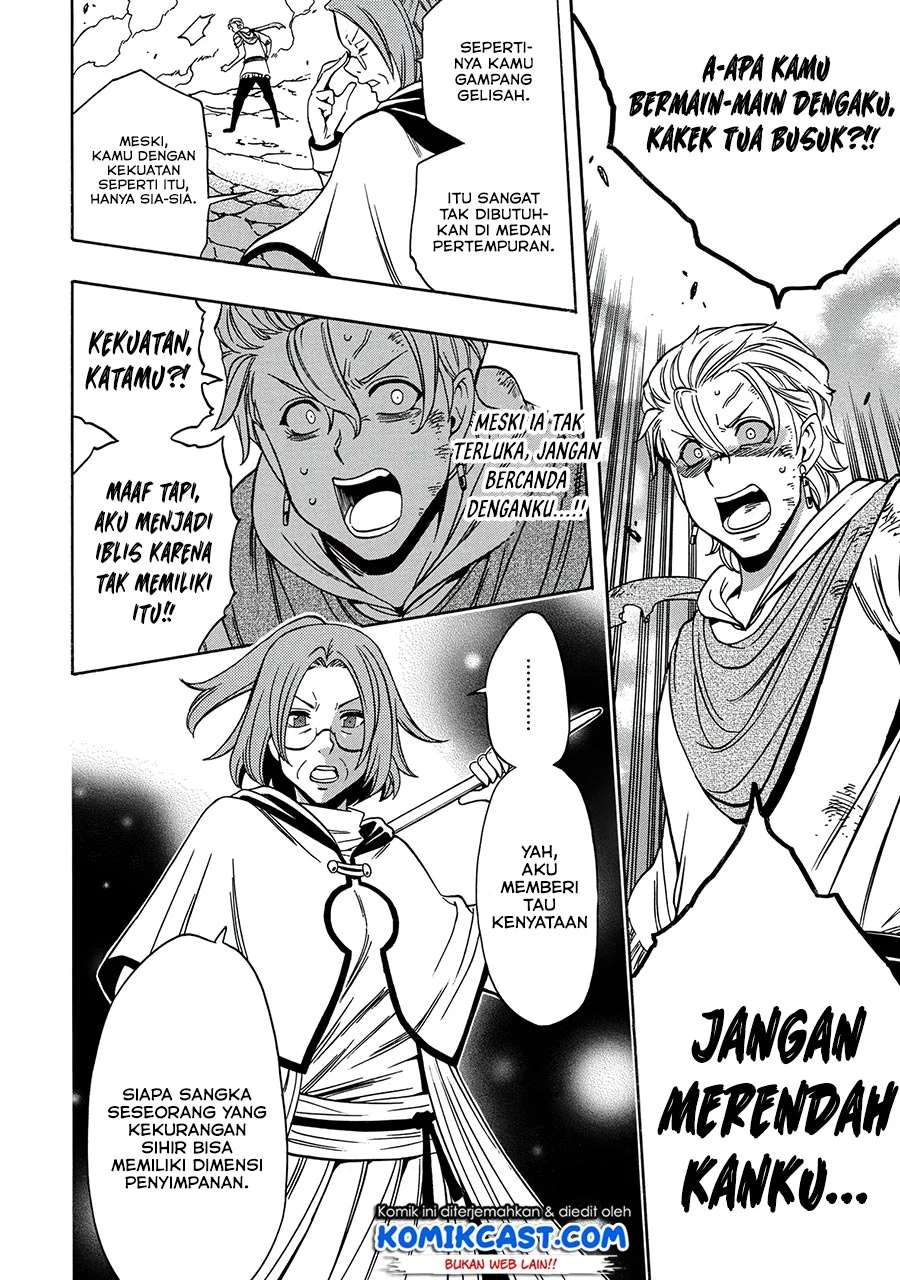 A-APA KAMU
BERMAIN-MAIN DENGAKU,
KAKEK TUA BUSUK?!!
JANGAN
MERENDAH
KANKU...
SEPERTI-
NYA KAMU
GAMPANG
GELISAH.
ITU SANGAT
TAK DIBUTUH-
KAN DI MEDAN
PERTEMPURAN.
MESKI,
KAMU DENGAN
KEKUATAN
SEPERTI ITU,
HANYA SIA-SIA.
MESKI IA TAK
TERLUKA, JANGAN
BERCANDA
DENGANKU...!!
KEKUATAN,
KATAMU?!
MAAF TAPI,
AKU MENJADI
IBLIS KARENA
TAK MEMILIKI
ITU!!
.........
YAH,
AKU
MEMBERI
TAU
KENYATAAN
SIAPA SANGKA
SESEORANG YANG
KEKURANGAN
SIHIR BISA
MEMILIKI DIMENSI
PENYIMPANAN.
Komik ini diterjemahkan & diedit oleh
KOMIKCAST.COM
BUKAN WEB LAIN!!